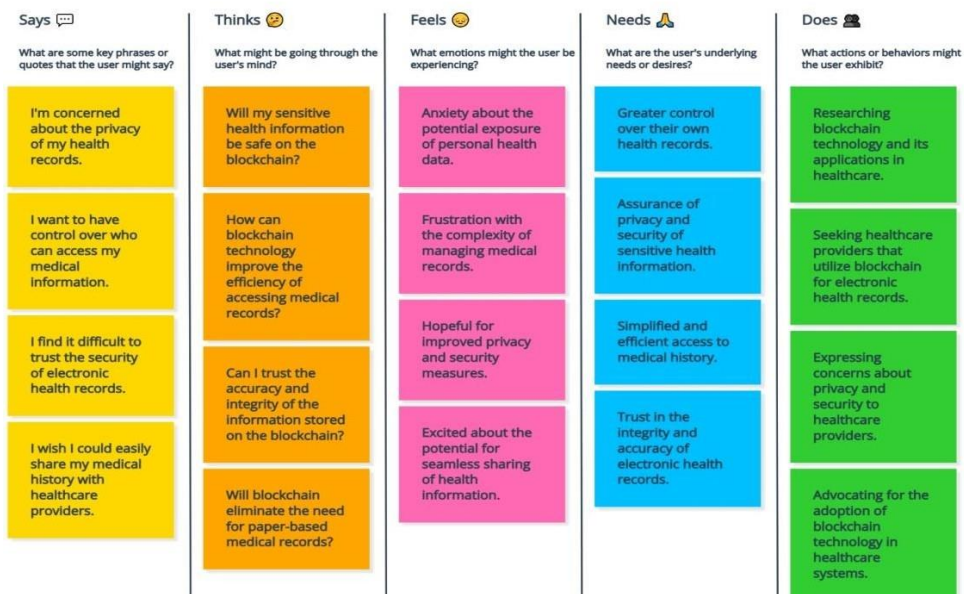 Says
What are some key phrases or
quotes that the user might say?
I'm concerned
about the privacy
of my health
records.
I want to have
control over who
can access my
medical
information.
I find it difficult to
trust the security
of electronic
health records.
I wish I could easily
share my medical
history with
healthcare
providers.
Thinks
What might be going through the
user's mind?
Will my sensitive
health information
be safe on the
blockchain?
How can
blockchain
technology
improve the
efficiency of
accessing medical
records?
Can I trust the
accuracy and
integrity of the
information stored
on the blockchain?
Will blockchain
eliminate the need
for paper-based
medical records?
Feels
What emotions might the user be
experiencing?
Anxiety about the
potential exposure
of personal health
data.
Frustration with
the complexity of
managing medical
records.
Hopeful for
improved privacy
and security
measures.
Excited about the
potential for
seamless sharing
of health
information.
Needs
What are the user's underlying
needs or desires?
Greater control
over their own
health records.
Assurance of
privacy and
security of
sensitive health
information.
Simplified and
efficient access to
medical history.
Trust in the
integrity and
accuracy of
electronic health
records.
Does
What actions or behaviors might
the user exhibit?
Researching
blockchain
technology and its
applications in
healthcare.
Seeking healthcare
providers that
utilize blockchain
for electronic
health records.
Expressing
concerns about
privacy and
security to
healthcare
providers.
Advocating for the
adoption of
blockchain
technology in
healthcare
systems.